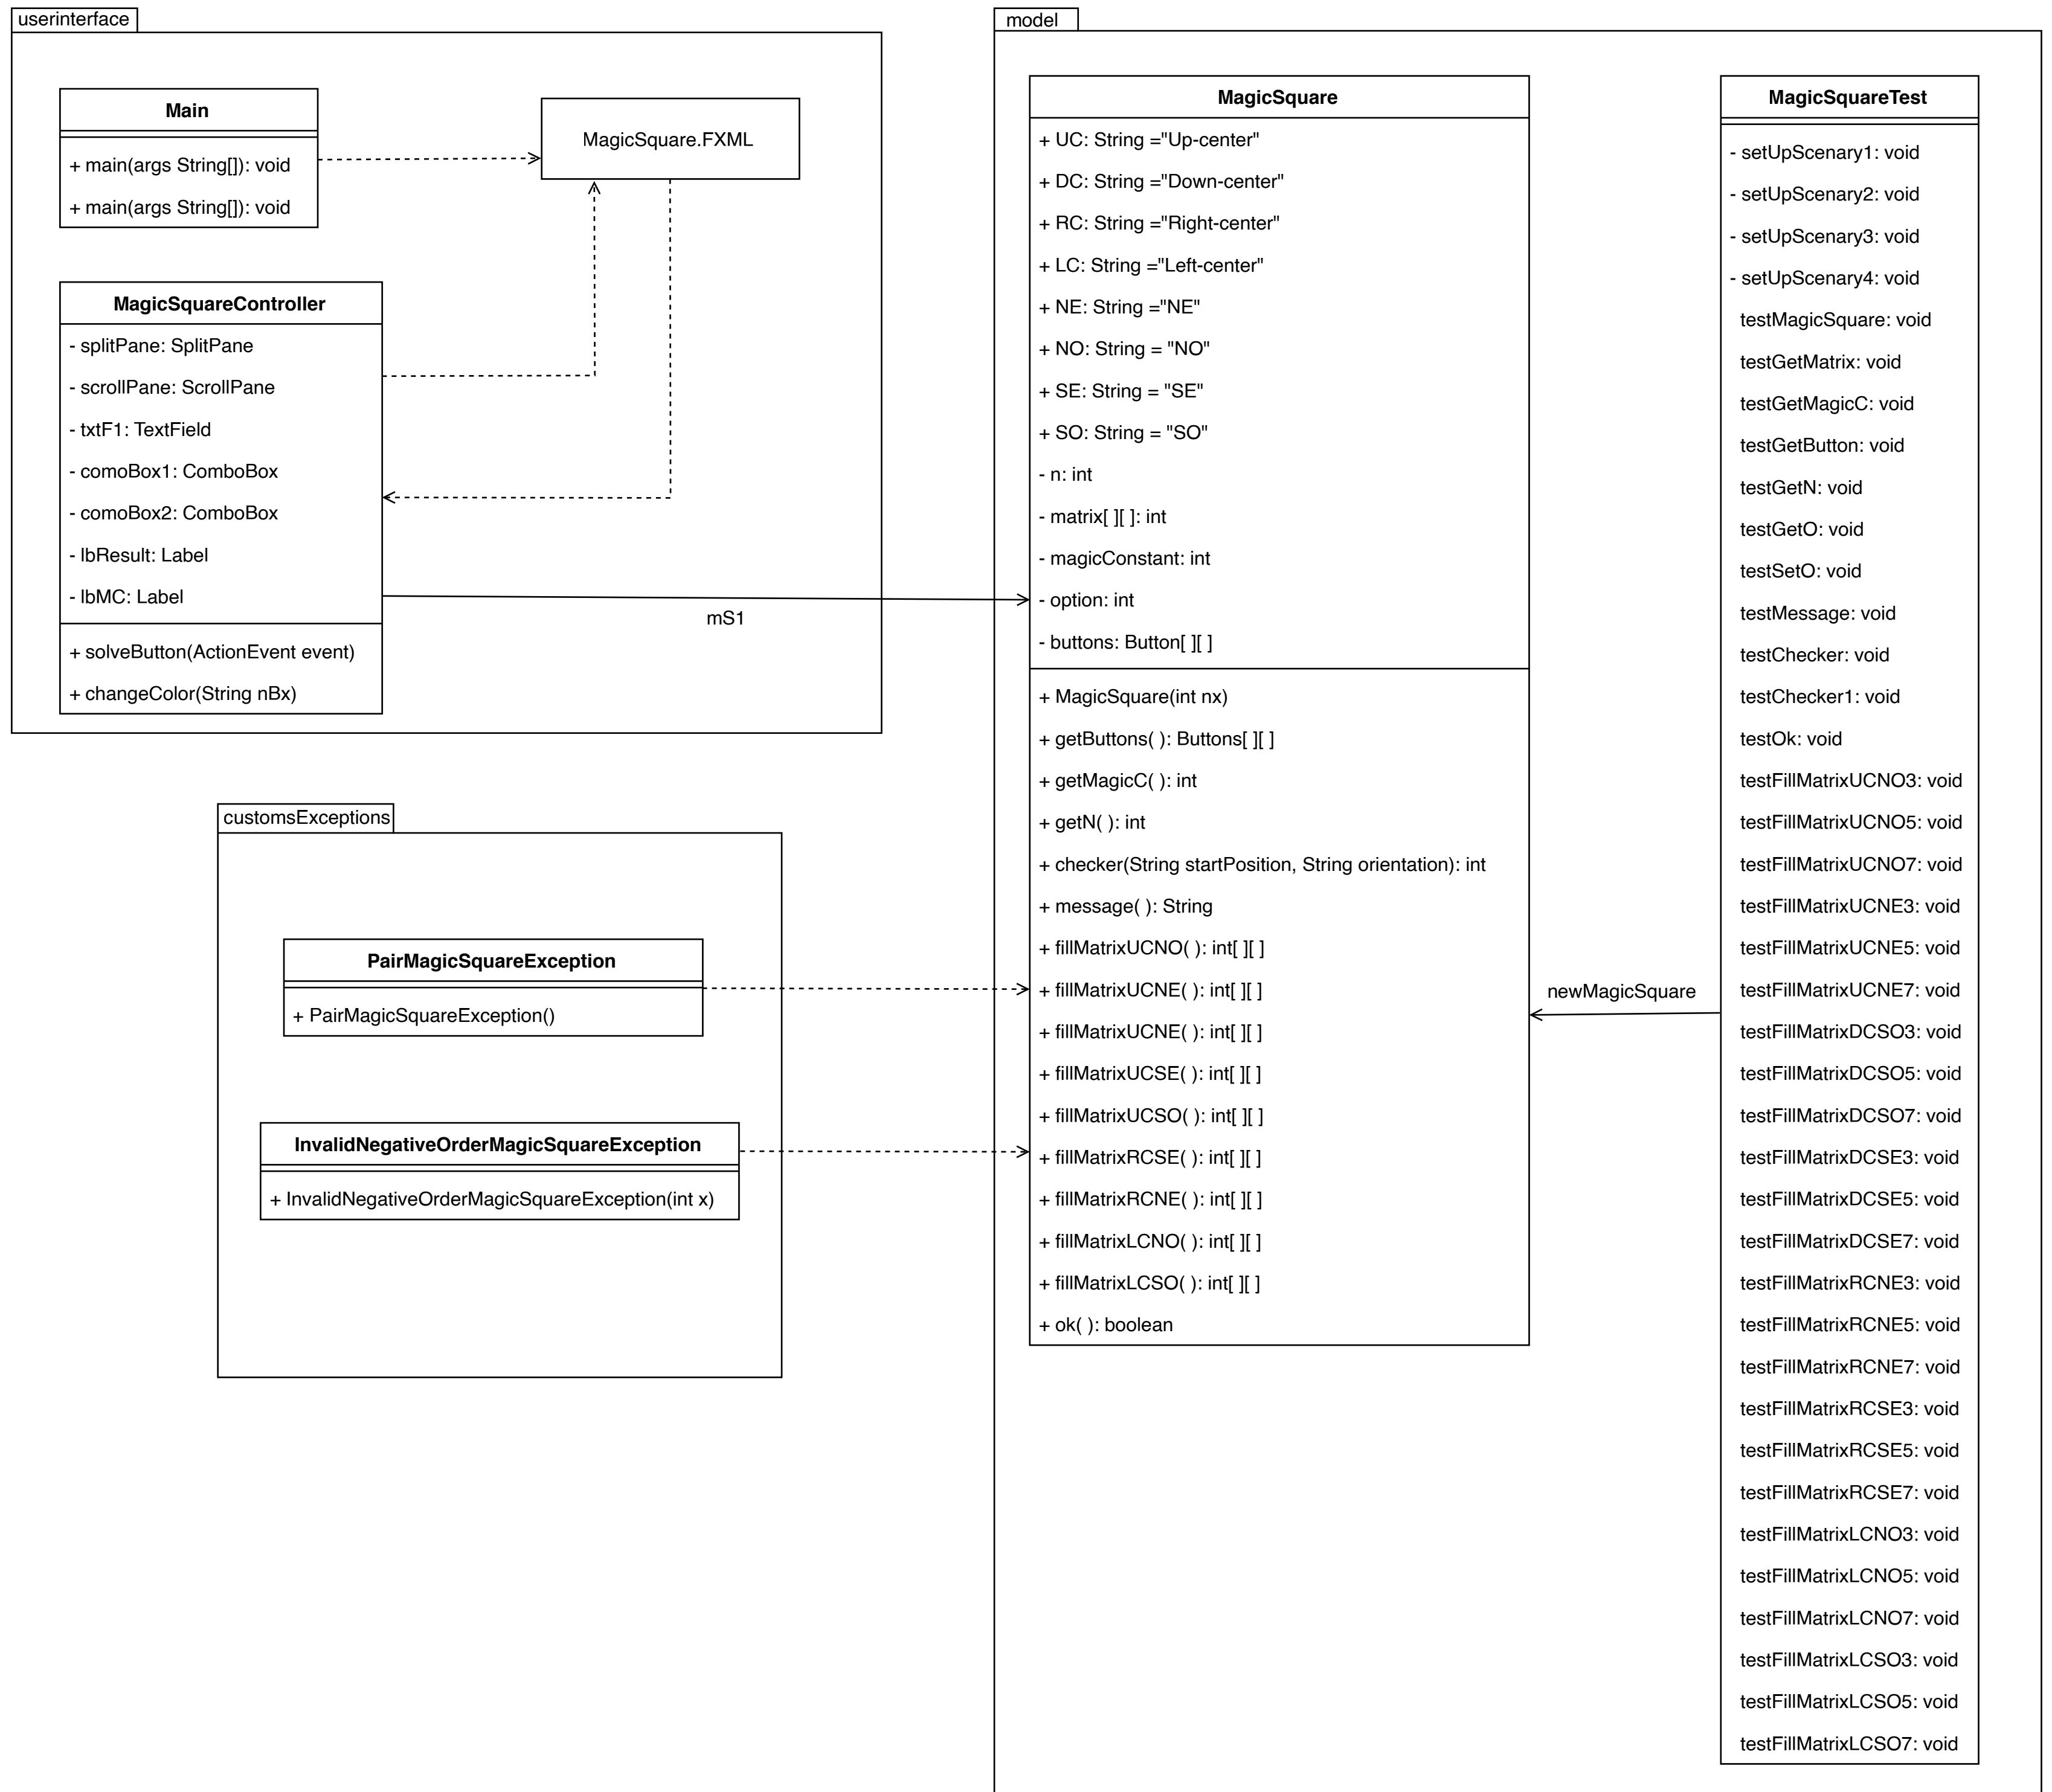 userinterface
Main
+ main(args String[]): void
+ main(args String[]): void
MagicSquare.FXML
MagicSquareController
- splitPane: SplitPane
- scrollPane: ScrollPane
- txtF1: TextField
- comoBox1: ComboBox
- comoBox2: ComboBox
- lbResult: Label
- lbMC: Label
+ solveButton(ActionEvent event)
+ changeColor(String nBx)
mS1
customsExceptions
PairMagicSquareException
+ PairMagicSquareException()
InvalidNegativeOrderMagicSquareException
+ InvalidNegativeOrderMagicSquareException(int x)
model
MagicSquare
+ UC: String ="Up-center"
+ DC: String ="Down-center"
+ RC: String ="Right-center"
+ LC: String ="Left-center"
+ NE: String ="NE"
+ NO: String = "NO"
+ SE: String = "SE"
+ SO: String = "SO"
- n: int
- matrix[ ][ ]: int
- magicConstant: int
- option: int
- buttons: Button[ ][ ]
+ MagicSquare(int nx)
+ getButtons( ): Buttons[ ][ ]
+ getMagicC( ): int
+ getN( ): int
+ checker(String startPosition, String orientation): int
+ message( ): String
+ fillMatrixUCNO( ): int[ ][ ]
+ fillMatrixUCNE( ): int[ ][ ]
+ fillMatrixUCNE( ): int[ ][ ]
+ fillMatrixUCSE( ): int[ ][ ]
+ fillMatrixUCSO( ): int[ ][ ]
+ fillMatrixRCSE( ): int[ ][ ]
+ fillMatrixRCNE( ): int[ ][ ]
+ fillMatrixLCNO( ): int[ ][ ]
+ fillMatrixLCSO( ): int[ ][ ]
+ ok( ): boolean
newMagicSquare
MagicSquareTest
- setUpScenary1: void
- setUpScenary2: void
- setUpScenary3: void
- setUpScenary4: void
testMagicSquare: void
testGetMatrix: void
testGetMagicC: void
testGetButton: void
testGetN: void
testGetO: void
testSetO: void
testMessage: void
testChecker: void
testChecker1: void
testOk: void
testFillMatrixUCNO3: void
testFillMatrixUCNO5: void
testFillMatrixUCNO7: void
testFillMatrixUCNE3: void
testFillMatrixUCNE5: void
testFillMatrixUCNE7: void
testFillMatrixDCSO3: void
testFillMatrixDCSO5: void
testFillMatrixDCSO7: void
testFillMatrixDCSE3: void
testFillMatrixDCSE5: void
testFillMatrixDCSE7: void
testFillMatrixRCNE3: void
testFillMatrixRCNE5: void
testFillMatrixRCNE7: void
testFillMatrixRCSE3: void
testFillMatrixRCSE5: void
testFillMatrixRCSE7: void
testFillMatrixLCNO3: void
testFillMatrixLCNO5: void
testFillMatrixLCNO7: void
testFillMatrixLCSO3: void
testFillMatrixLCSO5: void
testFillMatrixLCSO7: void